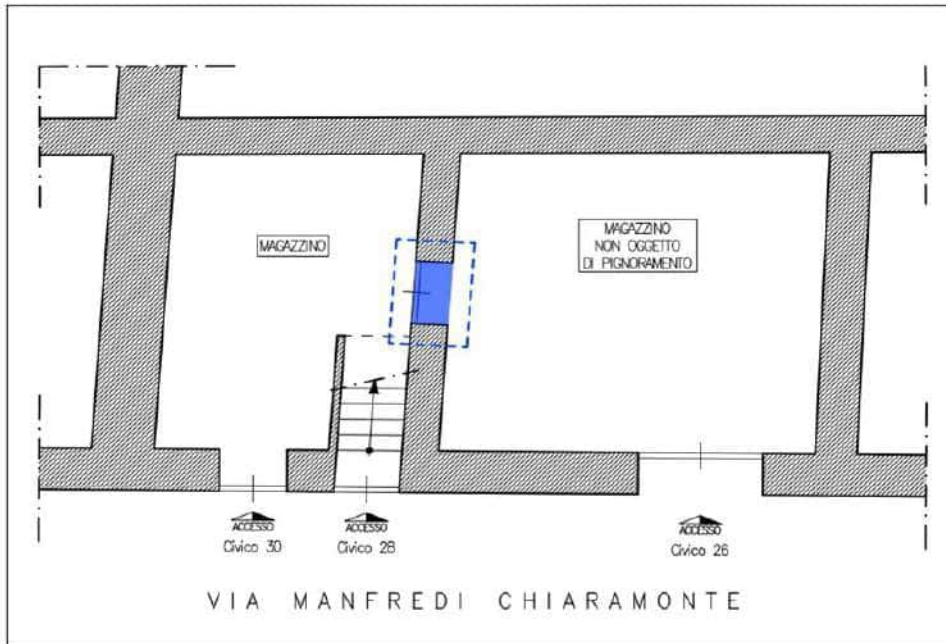 MAGAZZINO
MAGAZZINO
NON OGGETTO
DI PIGNORAMENTO
ACCESSO
Civico 30
ACCESSO
Civico 28
ACCESSO
Civico 26
VIA MANFREDI CHIARAMONTE